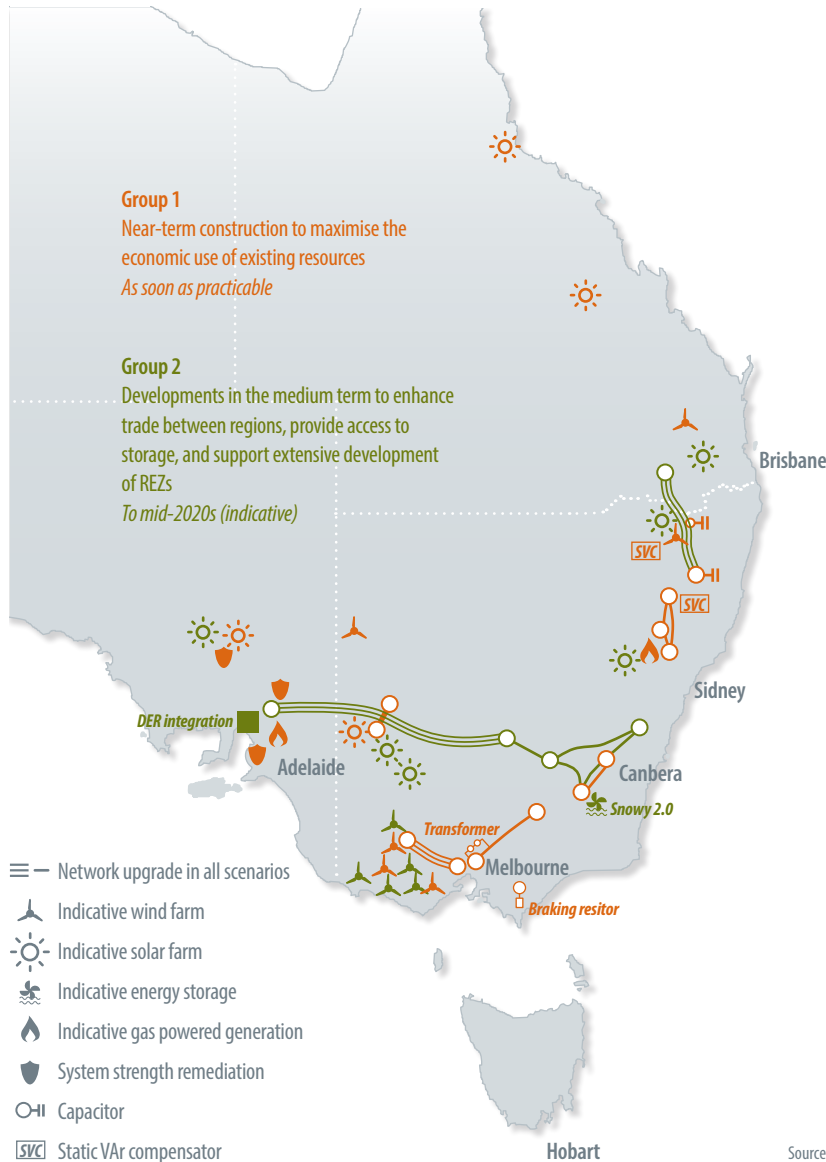 Group 1
Near-term construction to maximise the
economic use of existing resources
As soon as practicable
Group 2
Developments in the medium term to enhance
trade between regions, provide access to
storage, and support extensive development
of REZs
To mid-2020s (indicative)
Brisbane
SVC
SVC
Sidney
DER integration
Adelaide
Canbera
Snowy 2.0
Transformer
Melbourne
Braking resitor
Network upgrade in all scenarios
Indicative wind farm
Indicative solar farm
Indicative energy storage
Indicative gas powered generation
System strength remediation
Capacitor
SVC Static VAr compensator
Hobart
Source